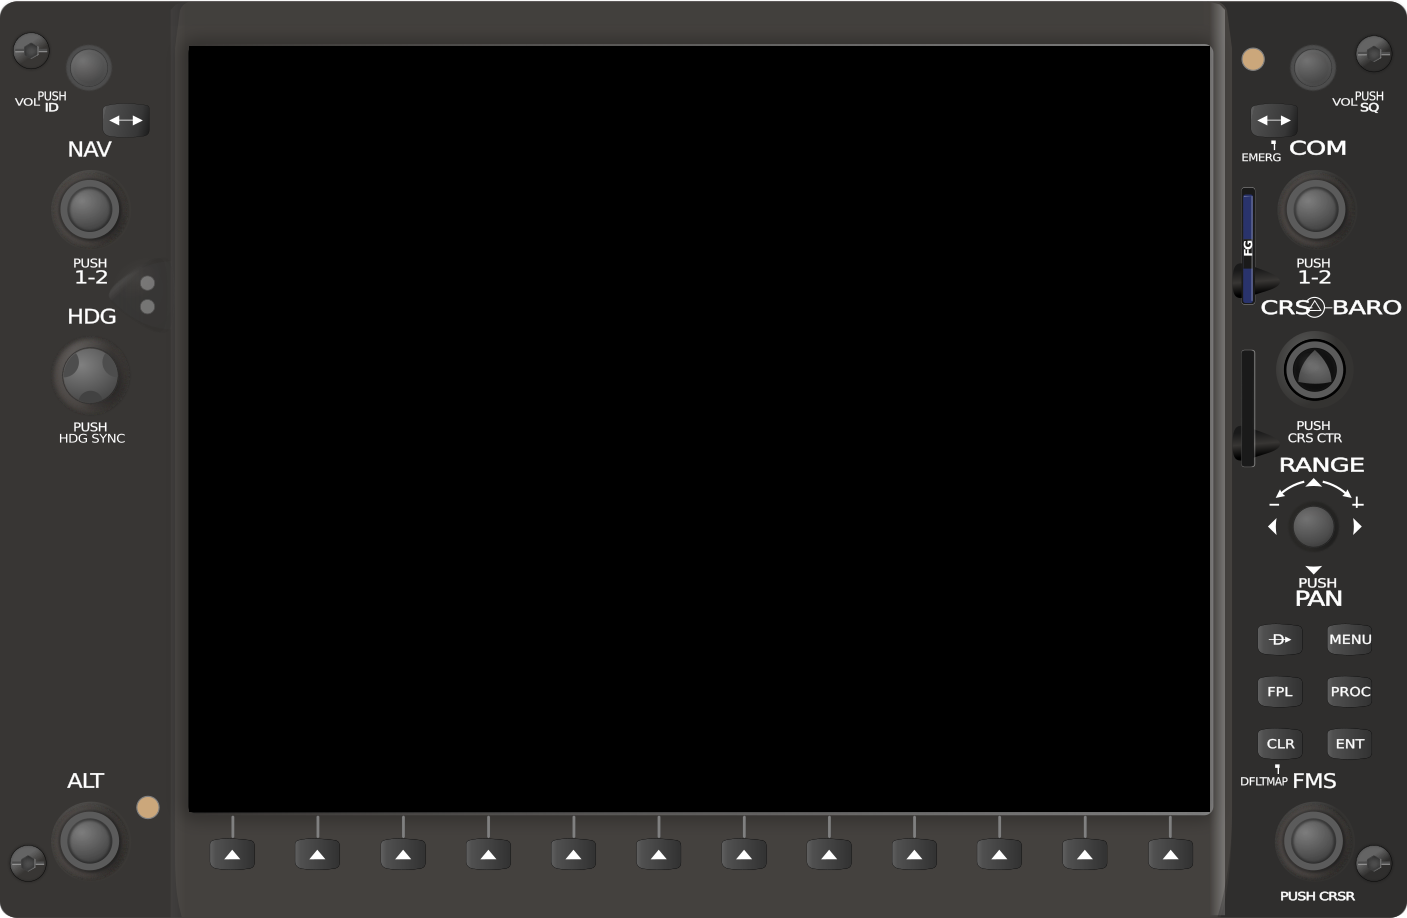 VOL PUSH ID
NAV
PUSH
1-2
HDG
PUSH
HDG SYNC
ALT
VOL PUSH SQ
EMERG COM
FG
PUSH
1-2
CRS BARO
PUSH
CRS CTR
RANGE
− +
PUSH
PAN
D MENU
FPL PROC
CLR ENT
DFLTMAP FMS
PUSH CRSR